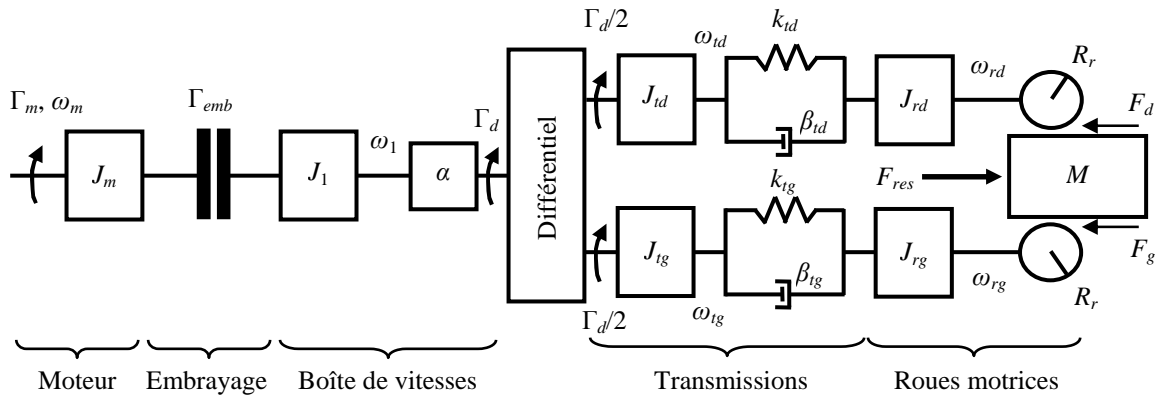 Γm, ωm
Jm
Γemb
J1
ω1
α
Γd
Différentiel
Γd/2
Jtd
ωtd
ktd
βtd
Jrd
ωrd
Rr
Fd
Fres
M
Γd/2
Jtg
ωtg
ktg
βtg
Jrg
ωrg
Rr
Fg
Moteur
Embrayage
Boîte de vitesses
Transmissions
Roues motrices